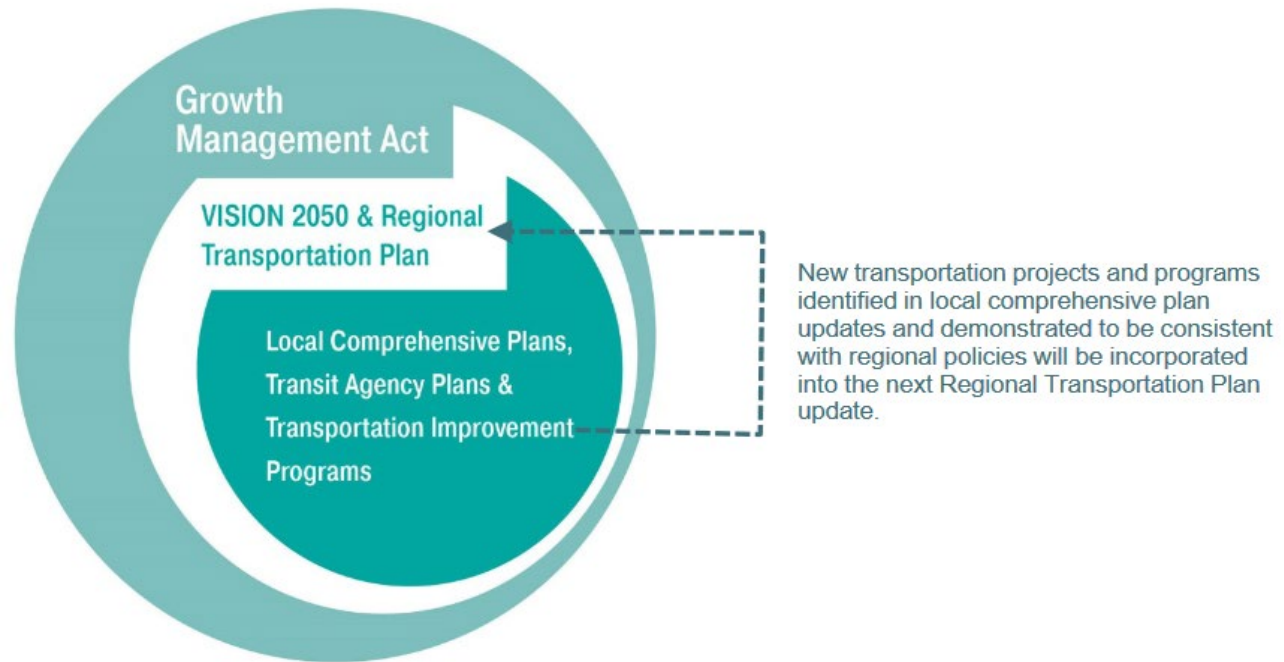 Growth
Management Act
VISION 2050 & Regional
Transportation Plan
Local Comprehensive Plans,
Transit Agency Plans &
Transportation Improvement
Programs
New transportation projects and programs
identified in local comprehensive plan
updates and demonstrated to be consistent
with regional policies will be incorporated
into the next Regional Transportation Plan
update.